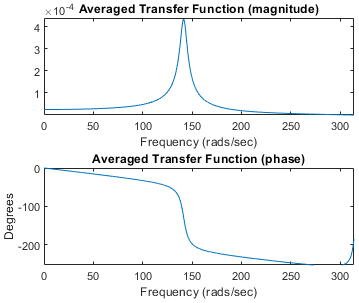 ×10⁻⁴ Averaged Transfer Function (magnitude)
4
3
2
1
0 50 100 150 200 250 300
Frequency (rads/sec)
Averaged Transfer Function (phase)
0
-100
-200
Degrees
0 50 100 150 200 250 300
Frequency (rads/sec)